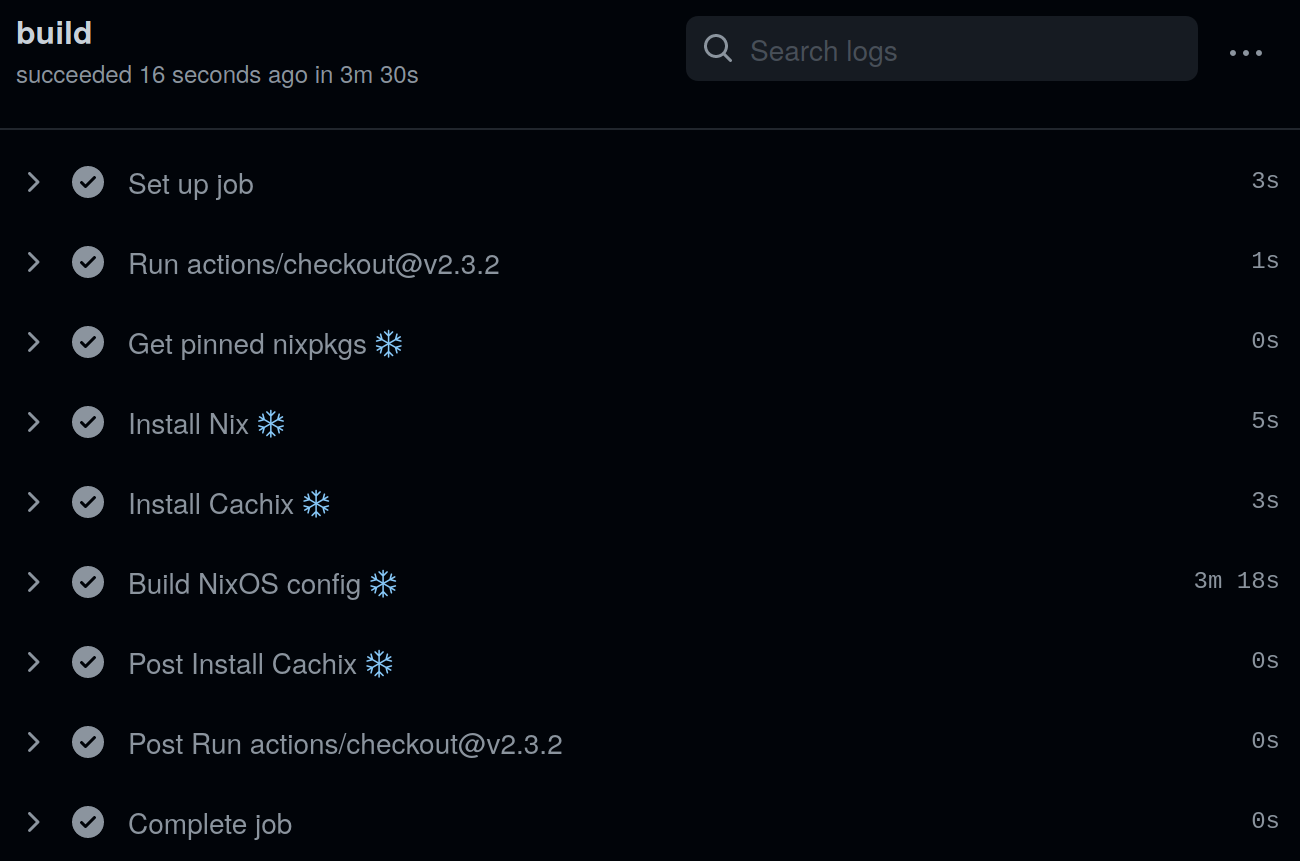 build
succeeded 16 seconds ago in 3m 30s
Search logs
Set up job 3s
Run actions/checkout@v2.3.2 1s
Get pinned nixpkgs ❄ 0s
Install Nix ❄ 5s
Install Cachix ❄ 3s
Build NixOS config ❄ 3m 18s
Post Install Cachix ❄ 0s
Post Run actions/checkout@v2.3.2 0s
Complete job 0s